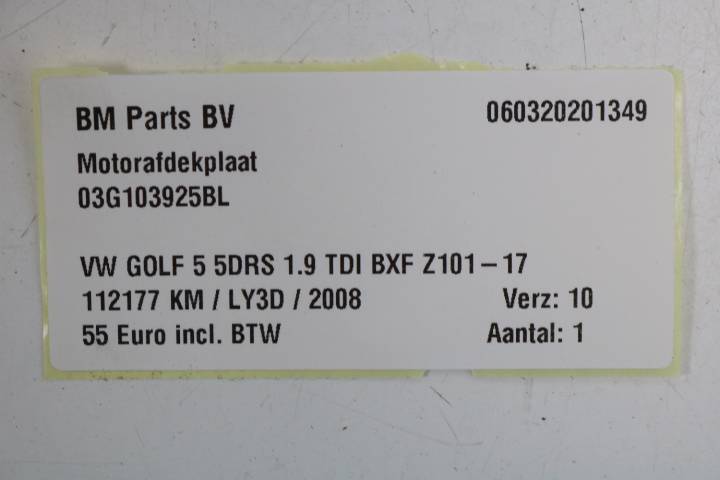 BM Parts BV 060320201349
Motorafdekplaat
03G103925BL
VW GOLF 5 5DRS 1.9 TDI BXF Z101-17
112177 KM / LY3D / 2008 Verz: 10
55 Euro incl. BTW Aantal: 1